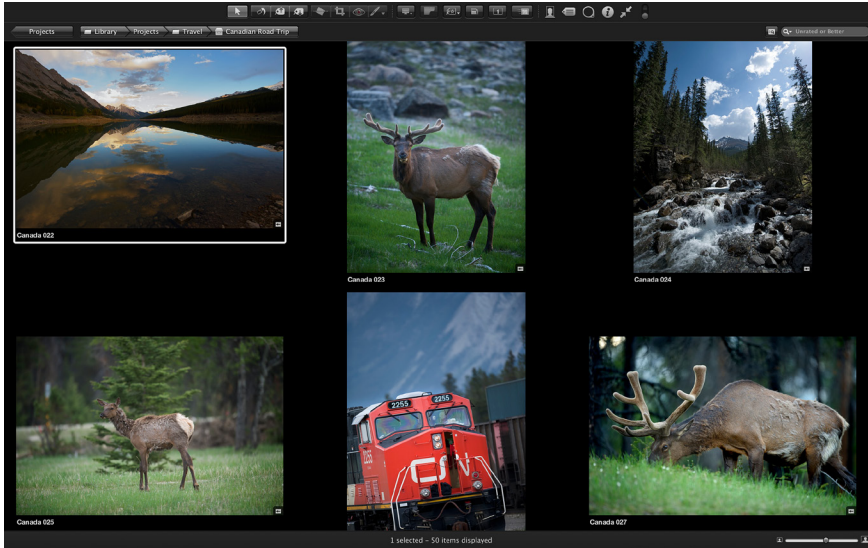 Projects
Library Projects Travel Canadian Road Trip
Unrated or Better
Canada 022
Canada 023
Canada 024
2255 2255
2255
CN
Canada 025
Canada 027
1 selected – 50 items displayed